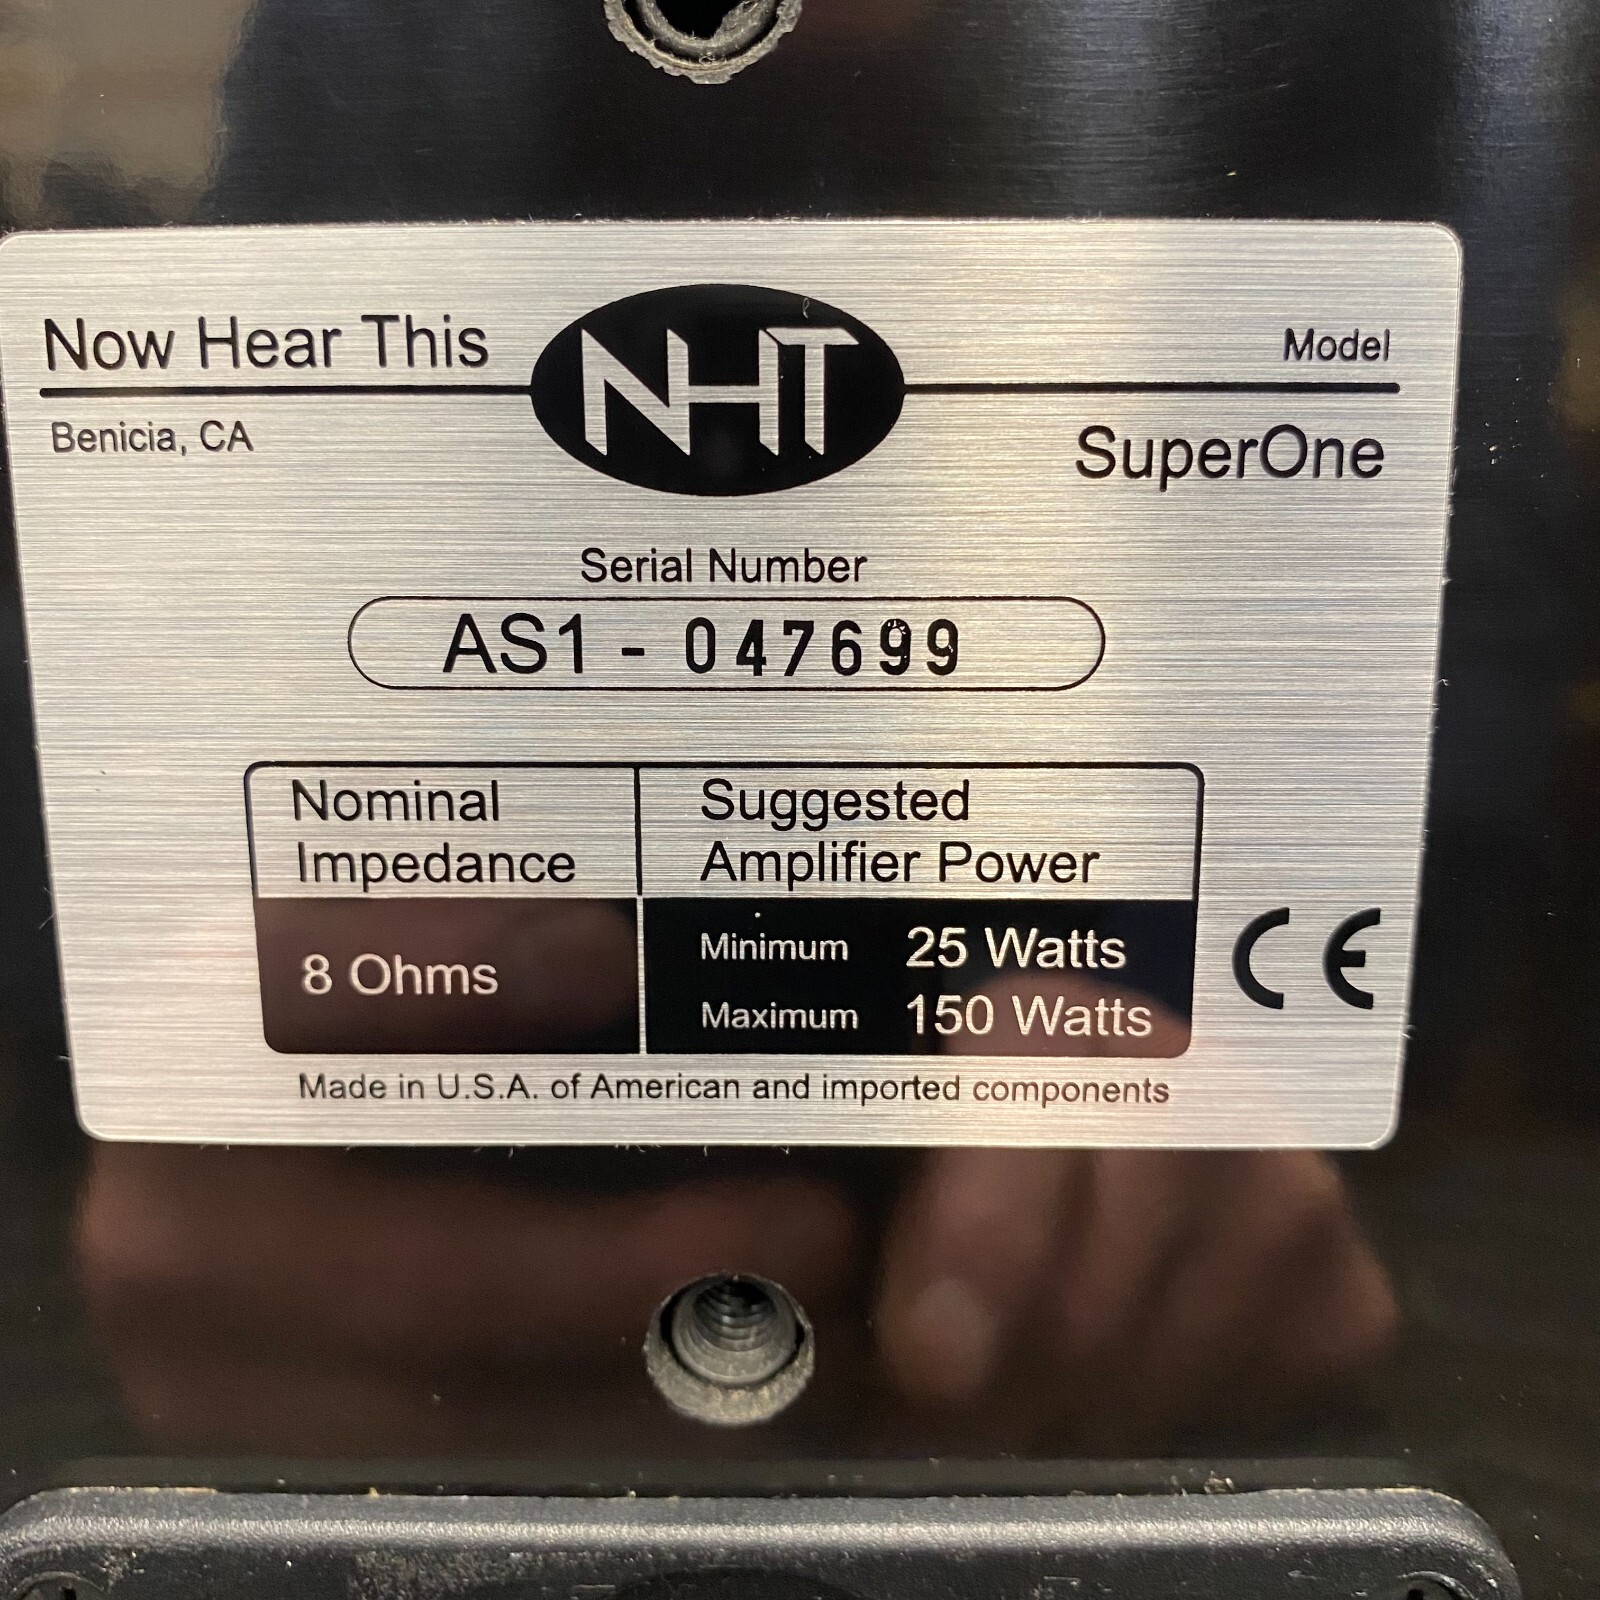 Now Hear This
NHT
Model
Benicia, CA
SuperOne
Serial Number
AS1 - 047699
Nominal
Impedance
Suggested
Amplifier Power
8 Ohms
Minimum 25 Watts
Maximum 150 Watts
CE
Made in U.S.A. of American and imported components